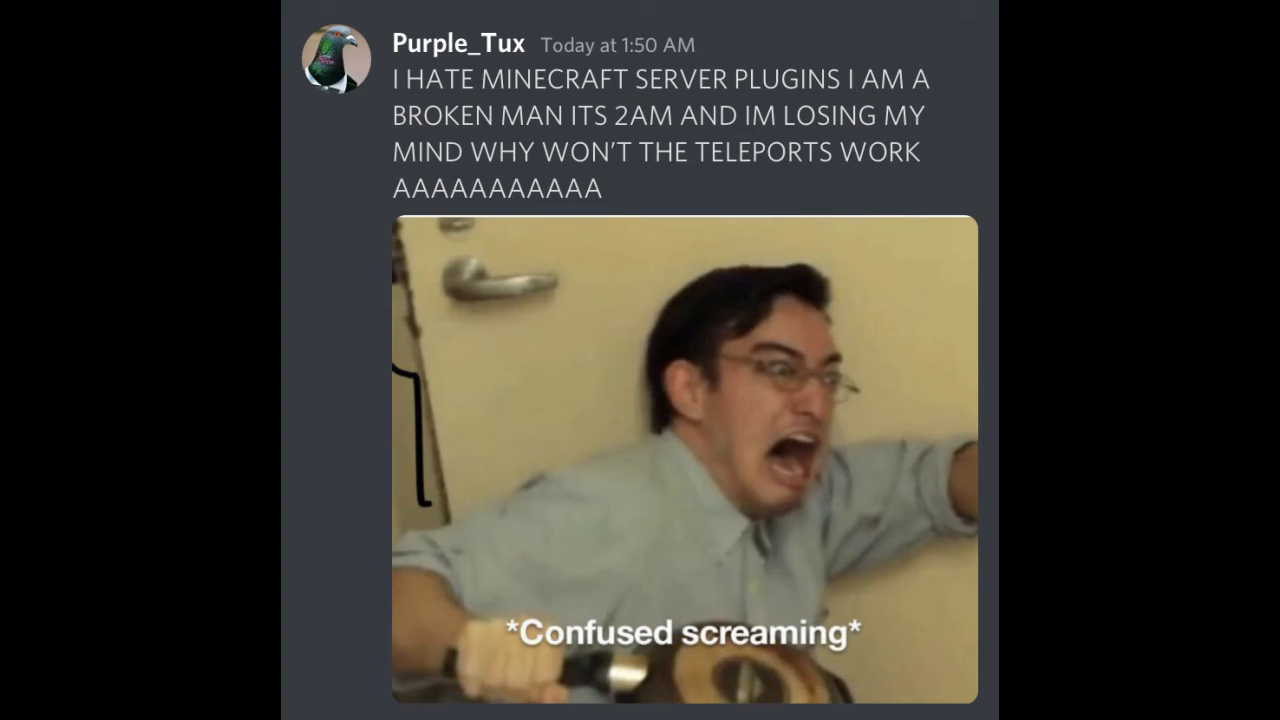 Purple_Tux Today at 1:50 AM
I HATE MINECRAFT SERVER PLUGINS I AM A
BROKEN MAN ITS 2AM AND IM LOSING MY
MIND WHY WON'T THE TELEPORTS WORK
AAAAAAAAAAA
*Confused screaming*